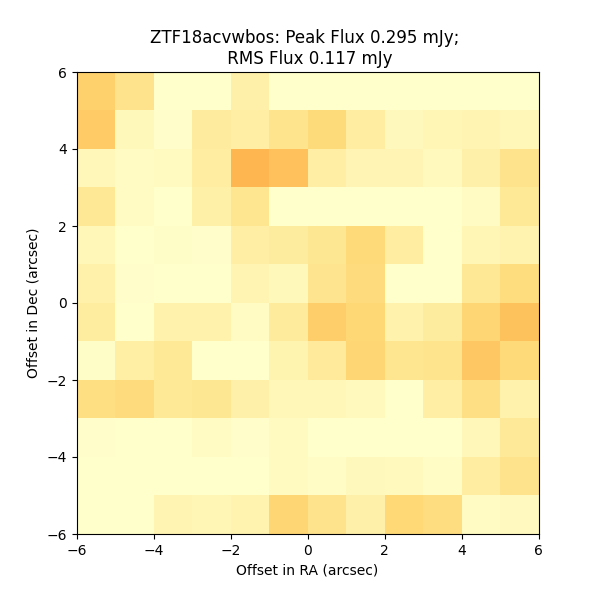 ZTF18acvwbos: Peak Flux 0.295 mJy;
RMS Flux 0.117 mJy
6
4
2
0
−2
−4
−6
Offset in Dec (arcsec)
−6 −4 −2 0 2 4 6
Offset in RA (arcsec)